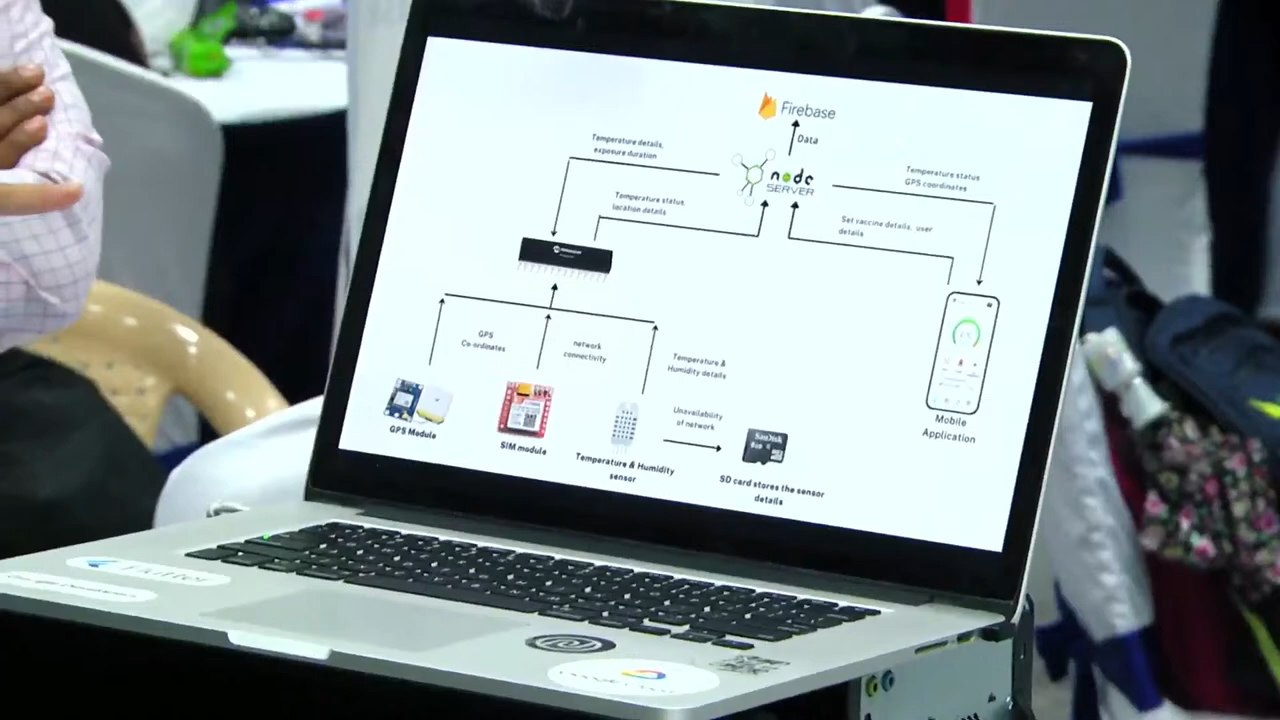 Firebase
Data
Temperature details,
exposure duration
node
SERVER
Temperature status
GPS coordinates
Temperature status,
location details
Set vaccine details, user
details
GPS
Co-ordinates
network
connectivity
Temperature &
Humidity details
Unavailability
of network
SanDisk
GPS Module
SIM module
Temperature & Humidity
sensor
SD card stores the sensor
details
Mobile
Application
Flutter